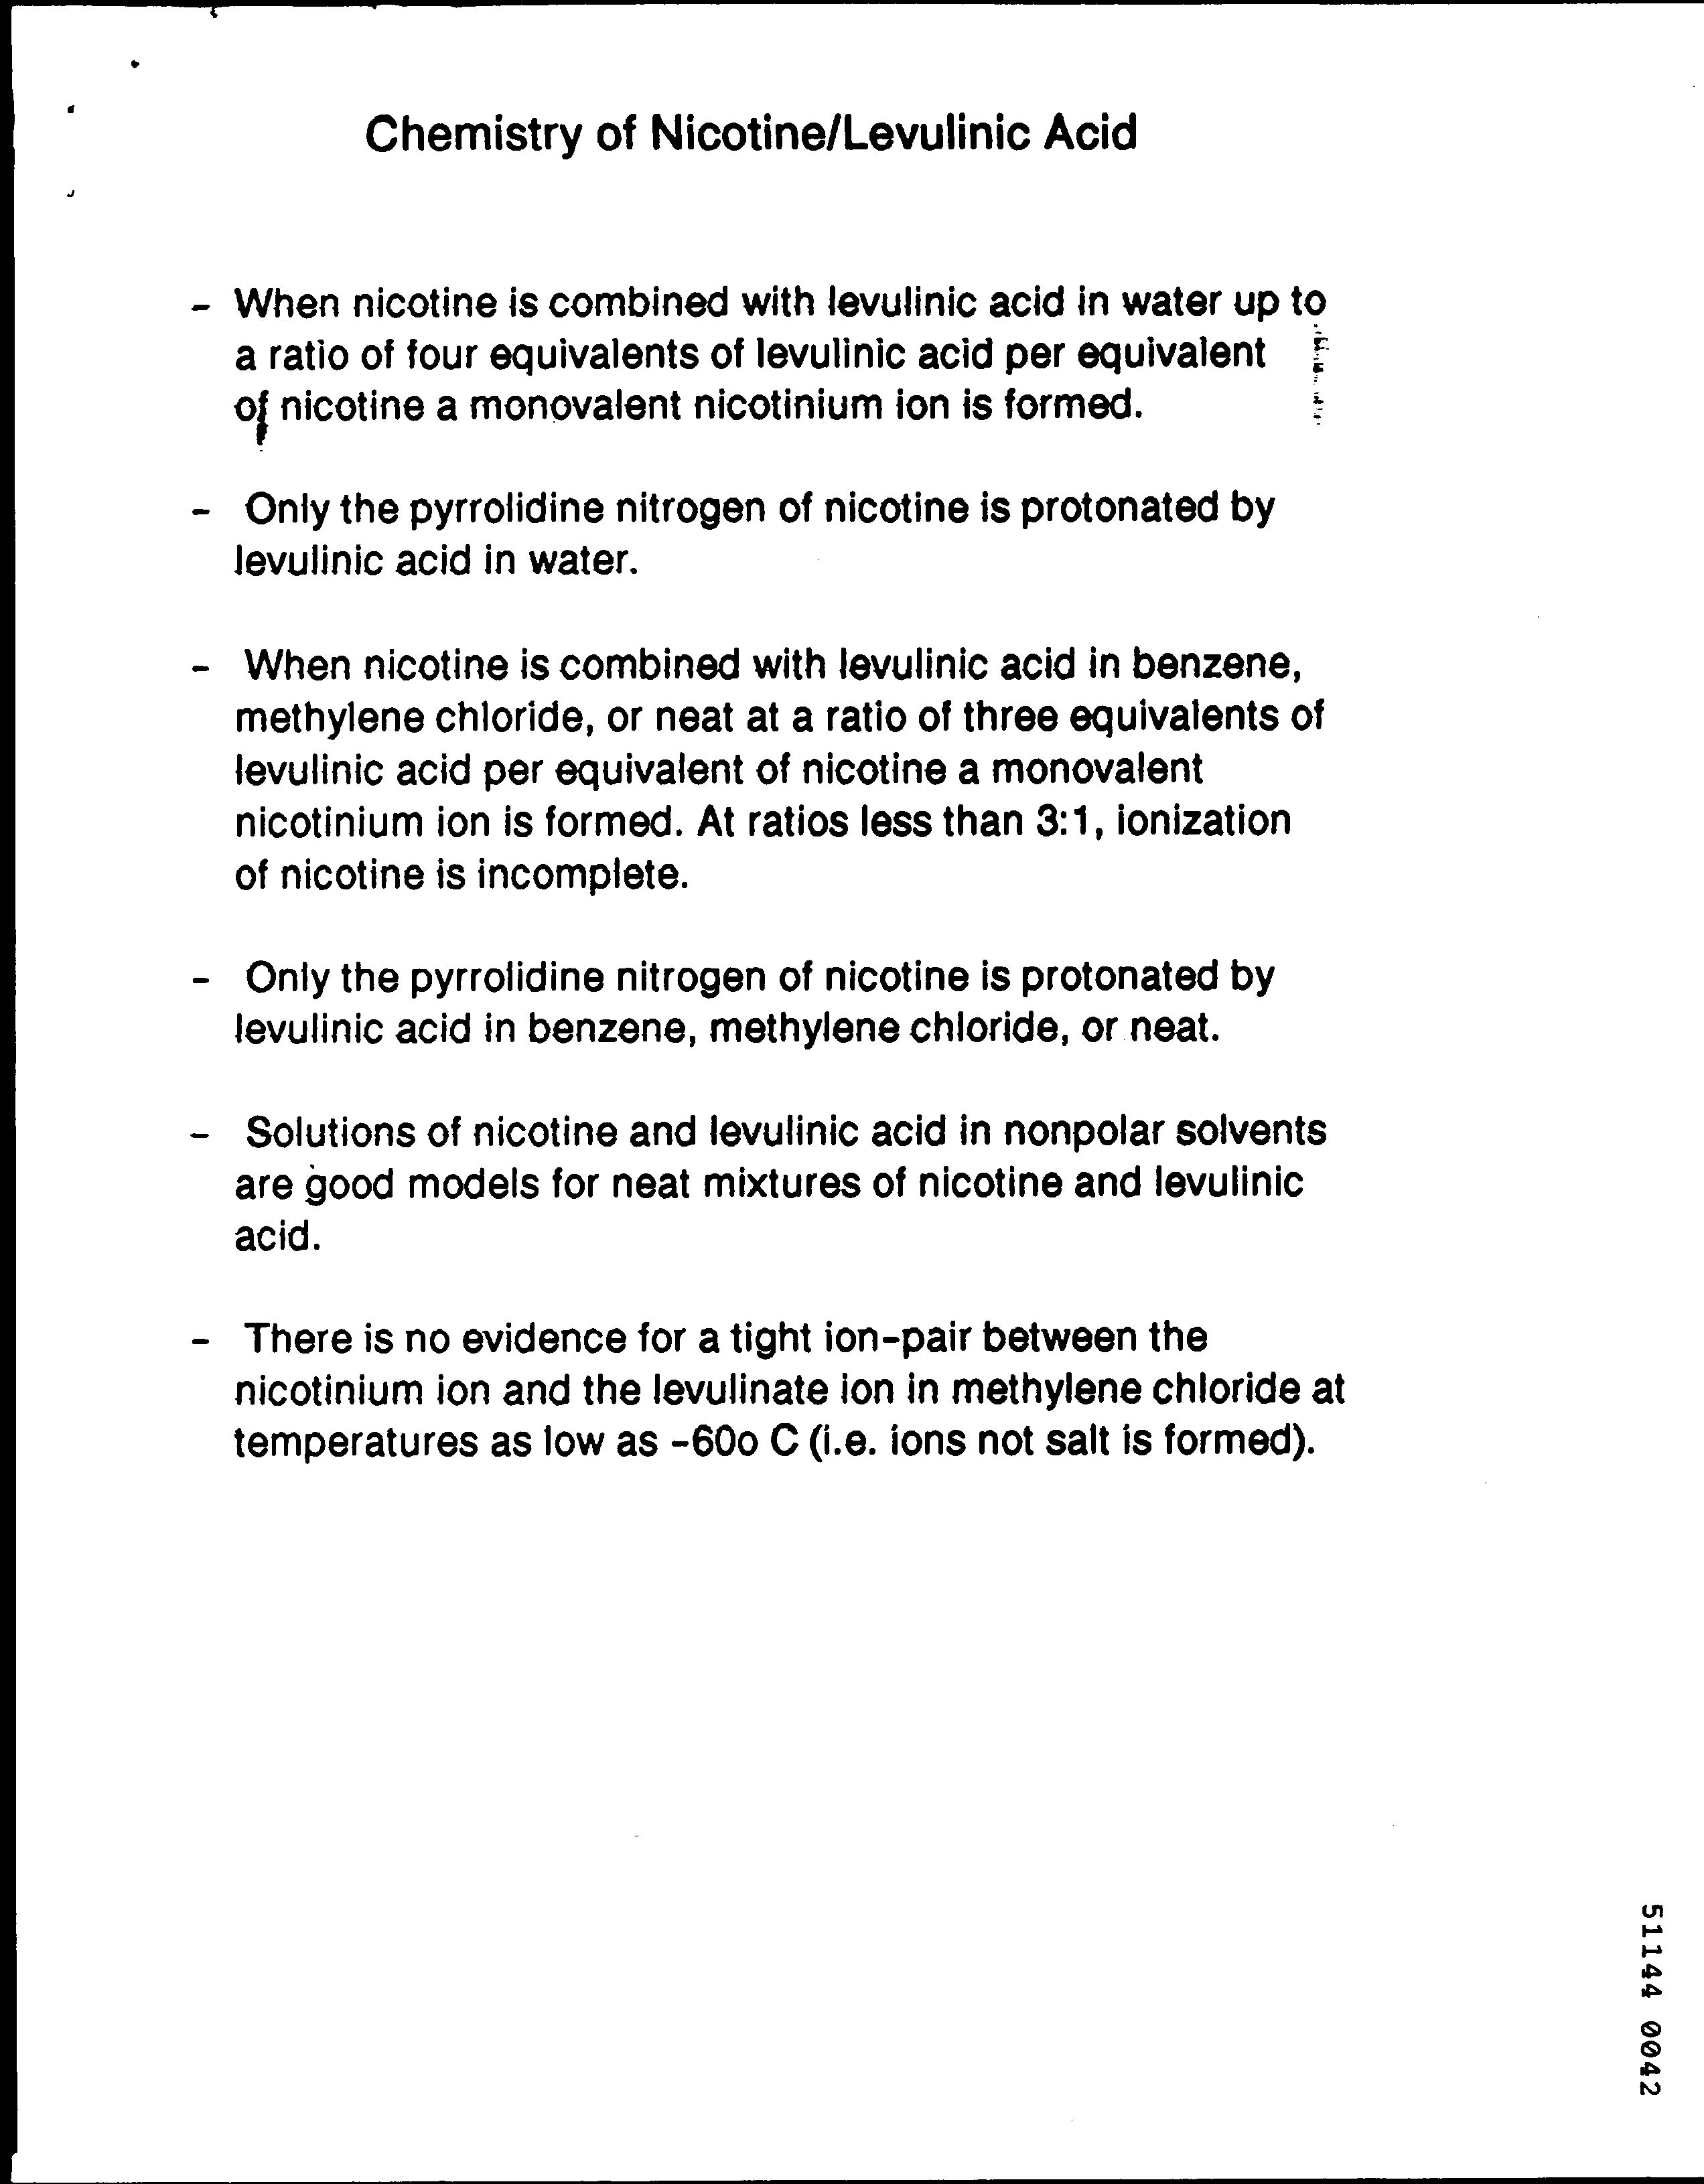 Chemistry of Nicotine/Levulinic Acid
- When nicotine is combined with levulinic acid in water up to
a ratio of four equivalents of levulinic acid per equivalent
of nicotine a monovalent nicotinium ion is formed.
- Only the pyrrolidine nitrogen of nicotine is protonated by
levulinic acid in water.
- When nicotine is combined with levulinic acid in benzene,
methylene chloride, or neat at a ratio of three equivalents of
levulinic acid per equivalent of nicotine a monovalent
nicotinium ion is formed. At ratios less than 3:1, ionization
of nicotine is incomplete.
- Only the pyrrolidine nitrogen of nicotine is protonated by
levulinic acid in benzene, methylene chloride, or neat.
- Solutions of nicotine and levulinic acid in nonpolar solvents
are good models for neat mixtures of nicotine and levulinic
acid.
- There is no evidence for a tight ion-pair between the
nicotinium ion and the levulinate ion in methylene chloride at
temperatures as low as -60o C (i.e. ions not salt is formed).
51144 0042